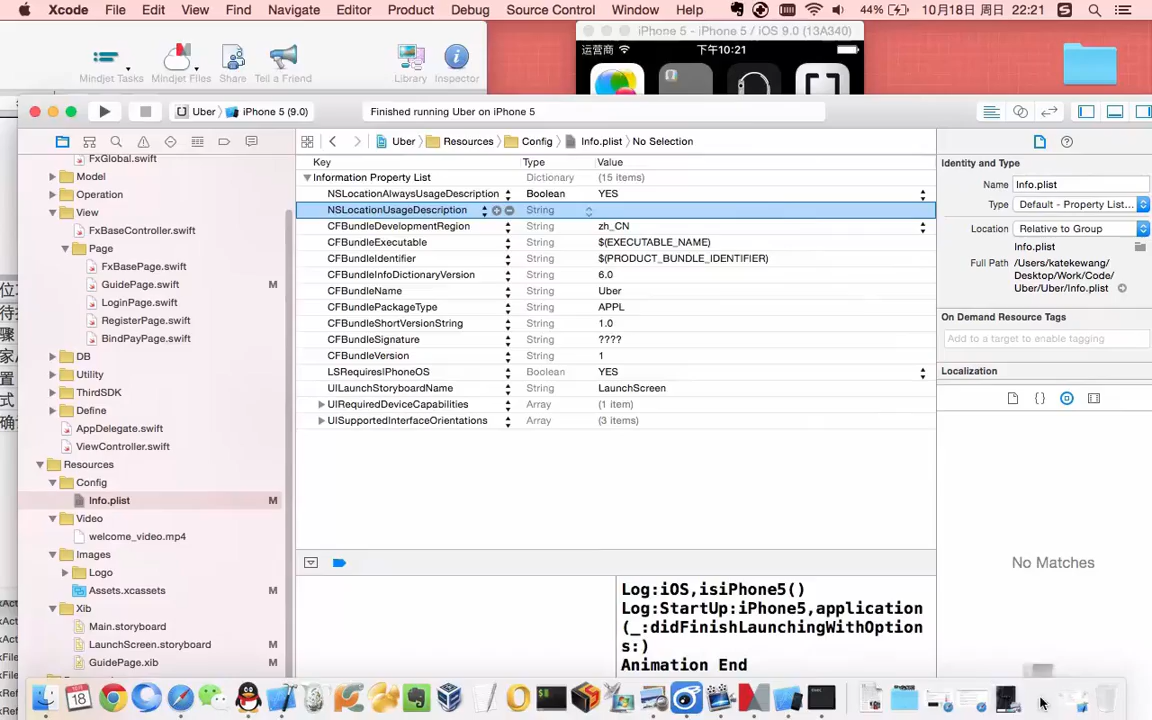 Xcode File Edit View Find Navigate Editor Product Debug Source Control Window Help 44% 10月18日 周日 22:21
iPhone 5 - iPhone 5 / iOS 9.0 (13A340)
运营商 下午10:21
Mindjet Tasks Mindjet Files Share Tell a Friend Library Inspector
Uber iPhone 5 (9.0) Finished running Uber on iPhone 5
Uber Resources Config Info.plist No Selection
FxGlobal.swift
Model
Operation
View
FxBaseController.swift
Page
FxBasePage.swift
GuidePage.swift M
LoginPage.swift
RegisterPage.swift
BindPayPage.swift
DB
Utility
ThirdSDK
Define
AppDelegate.swift
ViewController.swift
Resources
Config
Info.plist M
Video
welcome_video.mp4
Images
Logo
Assets.xcassets M
Xib
Main.storyboard
LaunchScreen.storyboard M
GuidePage.xib M
Key Type Value
Information Property List Dictionary (15 items)
NSLocationAlwaysUsageDescription Boolean YES
NSLocationUsageDescription String
CFBundleDevelopmentRegion String zh_CN
CFBundleExecutable String $(EXECUTABLE_NAME)
CFBundleIdentifier String $(PRODUCT_BUNDLE_IDENTIFIER)
CFBundleInfoDictionaryVersion String 6.0
CFBundleName String Uber
CFBundlePackageType String APPL
CFBundleShortVersionString String 1.0
CFBundleSignature String ????
CFBundleVersion String 1
LSRequiresIPhoneOS Boolean YES
UILaunchStoryboardName String LaunchScreen
UIRequiredDeviceCapabilities Array (1 item)
UISupportedInterfaceOrientations Array (3 items)
Identity and Type
Name Info.plist
Type Default - Property List...
Location Relative to Group
Info.plist
Full Path /Users/katekewang/
Desktop/Work/Code/
Uber/Uber/Info.plist
On Demand Resource Tags
Add to a target to enable tagging
Localization
No Matches
Log:iOS,isiPhone5()
Log:StartUp:iPhone5,application
(_:didFinishLaunchingWithOption
s:)
Animation End